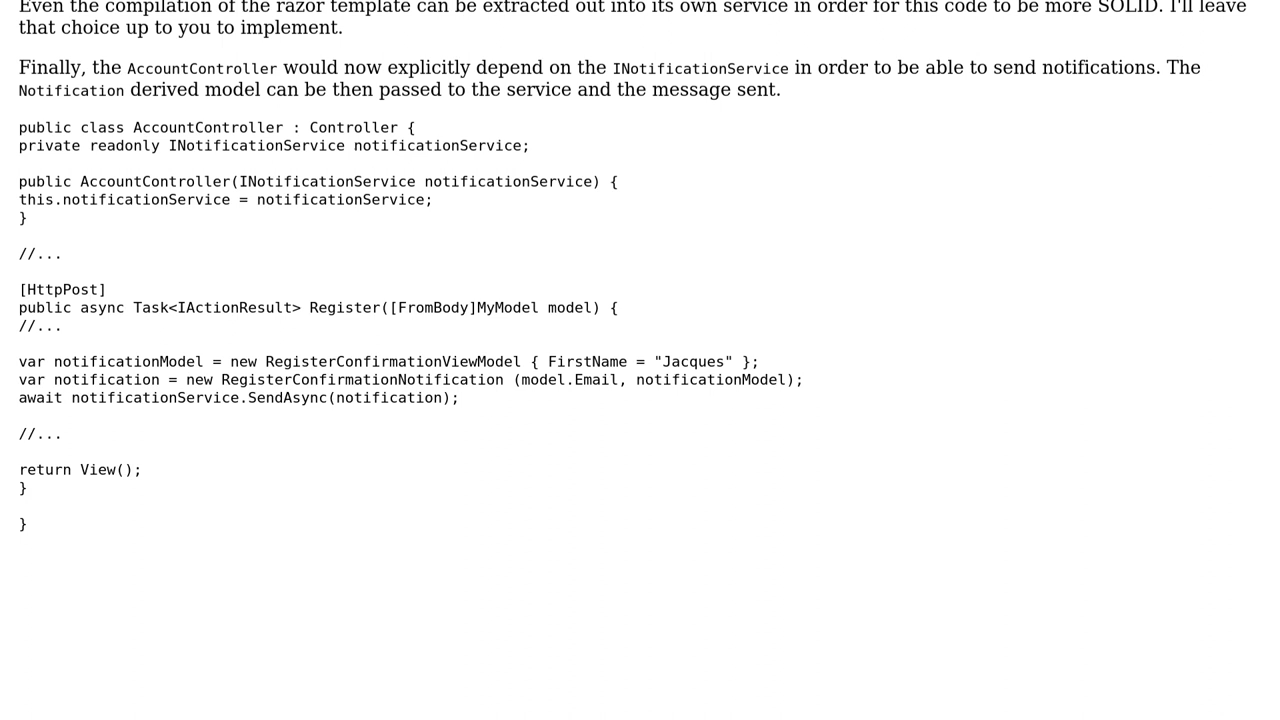 Even the compilation of the razor template can be extracted out into its own service in order for this code to be more SOLID. I'll leave
that choice up to you to implement.
Finally, the AccountController would now explicitly depend on the INotificationService in order to be able to send notifications. The
Notification derived model can be then passed to the service and the message sent.
public class AccountController : Controller {
private readonly INotificationService notificationService;
public AccountController(INotificationService notificationService) {
this.notificationService = notificationService;
}
//...
[HttpPost]
public async Task<IActionResult> Register([FromBody]MyModel model) {
//...
var notificationModel = new RegisterConfirmationViewModel { FirstName = "Jacques" };
var notification = new RegisterConfirmationNotification (model.Email, notificationModel);
await notificationService.SendAsync(notification);
//...
return View();
}
}